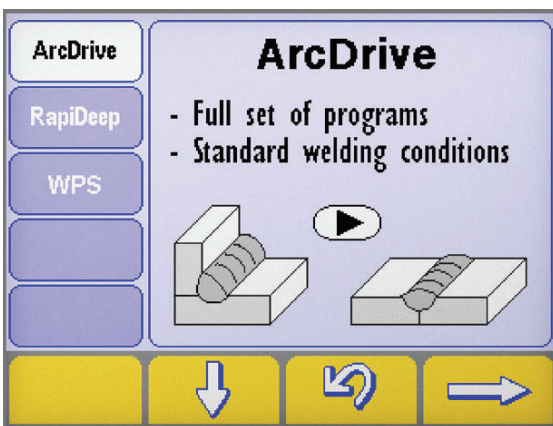 ArcDrive
RapiDeep
WPS
ArcDrive
- Full set of programs
- Standard welding conditions